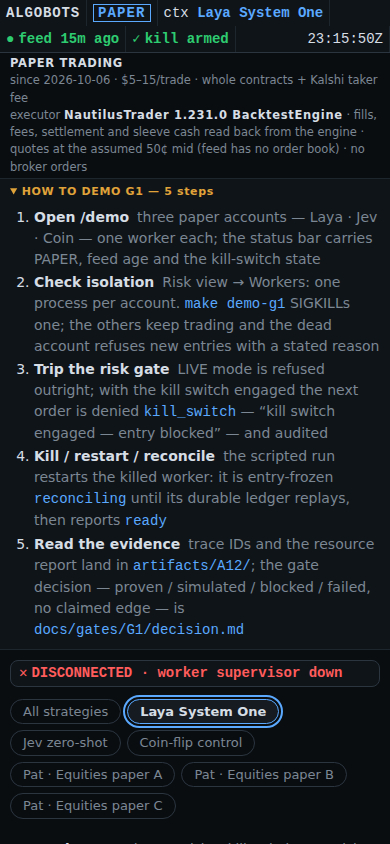 ALGOBOTS PAPER ctx Laya System One
● feed 15m ago ✓ kill armed 23:15:50Z
PAPER TRADING
since 2026-10-06 · $5–15/trade · whole contracts + Kalshi taker
fee
executor NautilusTrader 1.231.0 BacktestEngine · fills,
fees, settlement and sleeve cash read back from the engine ·
quotes at the assumed 50¢ mid (feed has no order book) · no
broker orders
▾ HOW TO DEMO G1 — 5 steps
1. Open /demo three paper accounts — Laya · Jev
· Coin — one worker each; the status bar carries
PAPER, feed age and the kill-switch state
2. Check isolation Risk view → Workers: one
process per account. make demo-g1 SIGKILLs
one; the others keep trading and the dead
account refuses new entries with a stated reason
3. Trip the risk gate LIVE mode is refused
outright; with the kill switch engaged the next
order is denied kill_switch — “kill switch
engaged — entry blocked” — and audited
4. Kill / restart / reconcile the scripted run
restarts the killed worker: it is entry-frozen
reconciling until its durable ledger replays,
then reports ready
5. Read the evidence trace IDs and the resource
report land in artifacts/A12/; the gate
decision — proven / simulated / blocked / failed,
no claimed edge — is
docs/gates/G1/decision.md
✕ DISCONNECTED · worker supervisor down
All strategies Laya System One
Jev zero-shot Coin-flip control
Pat · Equities paper A Pat · Equities paper B
Pat · Equities paper C